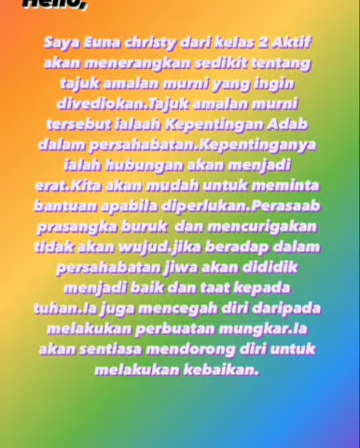 Hello,
Saya Euna christy dari kelas 2 Aktif
akan menerangkan sedikit tentang
tajuk amalan murni yang ingin
divediokan.Tajuk amalan murni
tersebut ialaah Kepentingan Adab
dalam persahabatan.Kepentinganya
ialah hubungan akan menjadi
erat.Kita akan mudah untuk meminta
bantuan apabila diperlukan.Perasaab
prasangka buruk dan mencurigakan
tidak akan wujud.jika beradap dalam
persahabatan jiwa akan dididik
menjadi baik dan taat kepada
tuhan.Ia juga mencegah diri daripada
melakukan perbuatan mungkar.Ia
akan sentiasa mendorong diri untuk
melakukan kebaikan.